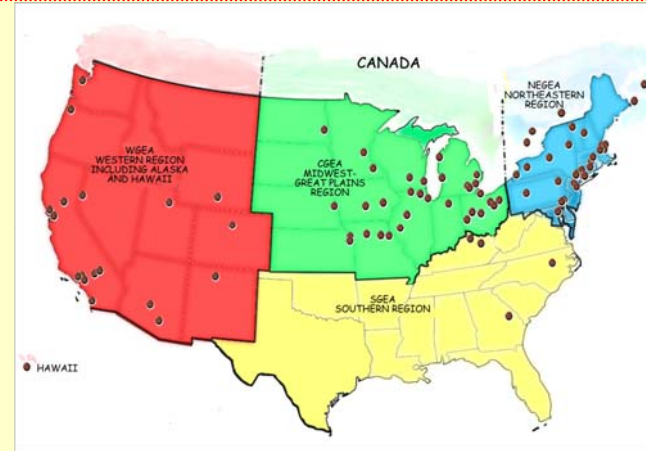 CANADA
NEGEA
NORTHEASTERN
REGION
WGEA
WESTERN REGION
INCLUDING ALASKA
AND HAWAII
CGEA
MIDWEST-
GREAT PLAINS
REGION
SGEA
SOUTHERN REGION
HAWAII